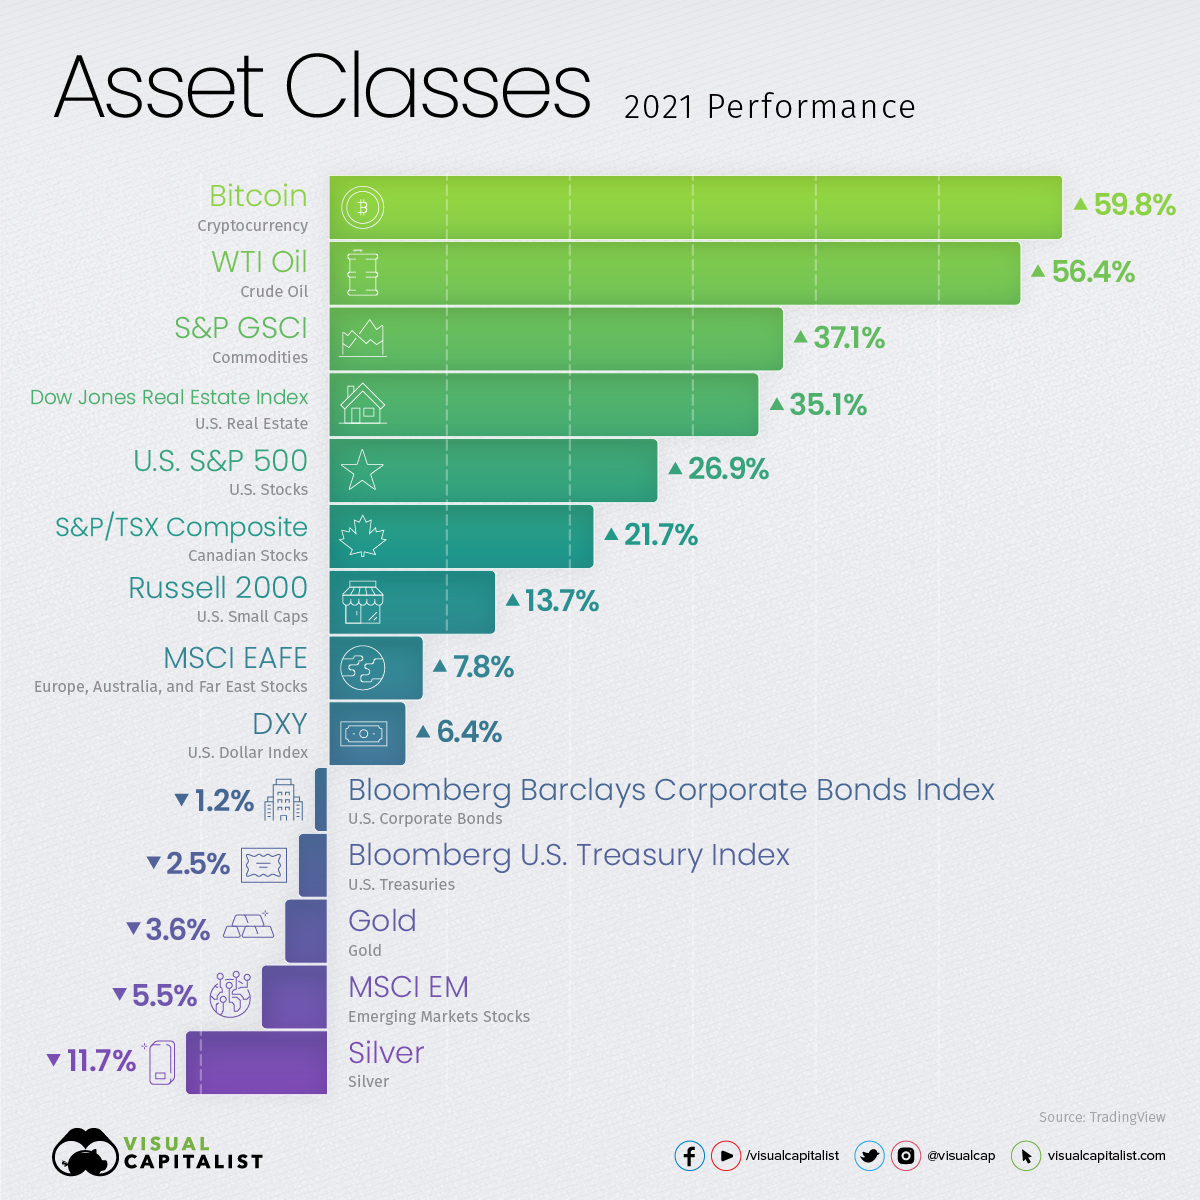 Asset Classes 2021 Performance
Bitcoin
Cryptocurrency
▲ 59.8%
WTI Oil
Crude Oil
▲ 56.4%
S&P GSCI
Commodities
▲ 37.1%
Dow Jones Real Estate Index
U.S. Real Estate
▲ 35.1%
U.S. S&P 500
U.S. Stocks
▲ 26.9%
S&P/TSX Composite
Canadian Stocks
▲ 21.7%
Russell 2000
U.S. Small Caps
▲ 13.7%
MSCI EAFE
Europe, Australia, and Far East Stocks
▲ 7.8%
DXY
U.S. Dollar Index
▲ 6.4%
▼ 1.2%
Bloomberg Barclays Corporate Bonds Index
U.S. Corporate Bonds
▼ 2.5%
Bloomberg U.S. Treasury Index
U.S. Treasuries
▼ 3.6%
Gold
Gold
▼ 5.5%
MSCI EM
Emerging Markets Stocks
▼ 11.7%
Silver
Silver
Source: TradingView
VISUAL
CAPITALIST
/visualcapitalist
@visualcap
visualcapitalist.com